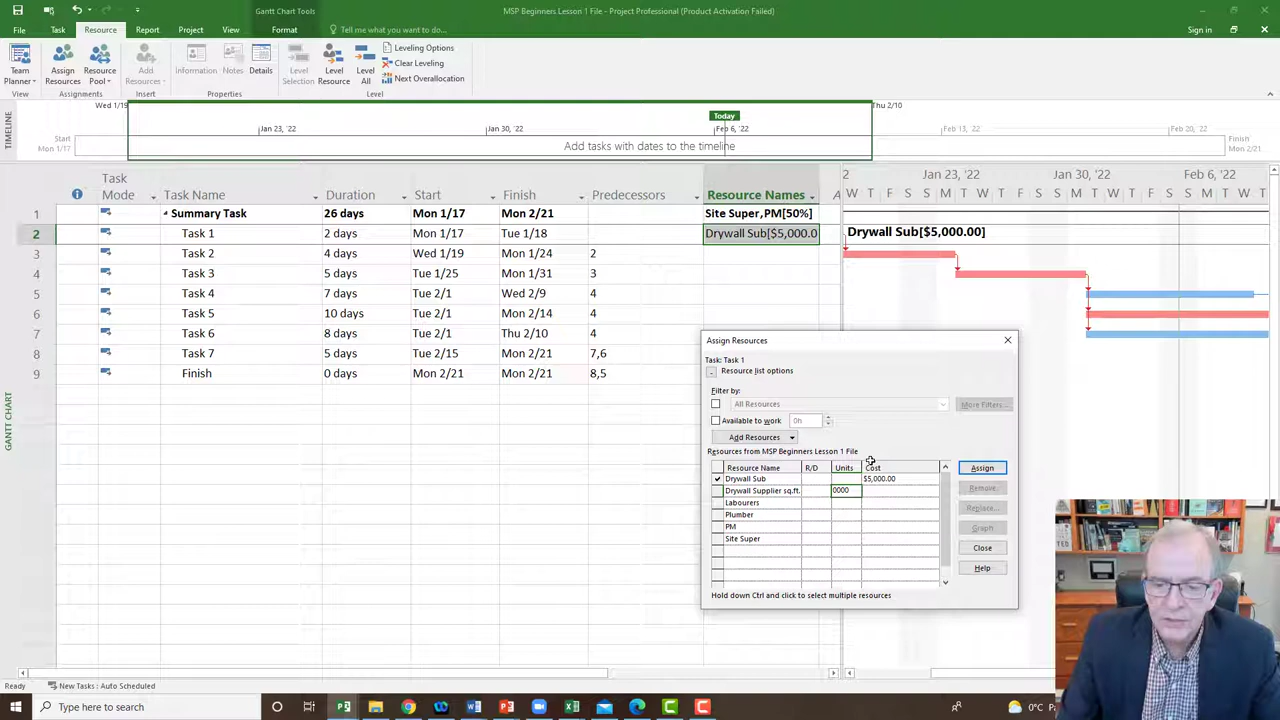 Gantt Chart Tools
MSP Beginners Lesson 1 File - Project Professional (Product Activation Failed)
File Task Resource Report Project View Format Tell me what you want to do... Sign in
Team Planner Assign Resources Resource Pool Add Resources Information Notes Details Level Selection Level Resource Level All Leveling Options
Clear Leveling
Next Overallocation
View Assignments Insert Properties Level
TIMELINE
Wed 1/19 Today Thu 2/10
Jan 23, '22 Jan 30, '22 Feb 6, '22 Feb 13, '22 Feb 20, '22
Start
Mon 1/17
Add tasks with dates to the timeline
Finish
Mon 2/21
Task Mode Task Name Duration Start Finish Predecessors Resource Names A
2 Jan 23, '22 Jan 30, '22 Feb 6, '22
W T F S S M T W T F S S M T W T F S S M T W T
1 Summary Task 26 days Mon 1/17 Mon 2/21 Site Super,PM[50%]
2 Task 1 2 days Mon 1/17 Tue 1/18 Drywall Sub[$5,000.0 Drywall Sub[$5,000.00]
3 Task 2 4 days Wed 1/19 Mon 1/24 2
4 Task 3 5 days Tue 1/25 Mon 1/31 3
5 Task 4 7 days Tue 2/1 Wed 2/9 4
6 Task 5 10 days Tue 2/1 Mon 2/14 4
7 Task 6 8 days Tue 2/1 Thu 2/10 4
8 Task 7 5 days Tue 2/15 Mon 2/21 7,6
9 Finish 0 days Mon 2/21 Mon 2/21 8,5
GANTT CHART
Assign Resources
Task: Task 1
Resource list options
Filter by:
All Resources More Filters...
Available to work 0h
Add Resources
Resources from MSP Beginners Lesson 1 File
Resource Name R/D Units Cost Assign
Drywall Sub $5,000.00
Drywall Supplier sq.ft. 0000 Remove
Labourers
Plumber Replace...
PM Graph
Site Super
Close
Help
Hold down Ctrl and click to select multiple resources
Ready New Tasks : Auto Scheduled
Type here to search
0°C